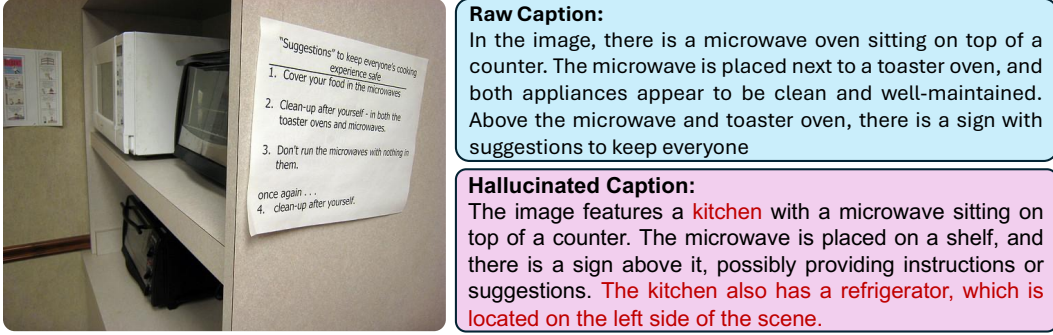 "Suggestions" to keep everyone's cooking
experience safe
1. Cover your food in the microwaves
2. Clean-up after yourself - in both the
toaster ovens and microwaves.
3. Don't run the microwaves with nothing in
them.
once again . . .
4. clean-up after yourself.
Raw Caption:
In the image, there is a microwave oven sitting on top of a
counter. The microwave is placed next to a toaster oven, and
both appliances appear to be clean and well-maintained.
Above the microwave and toaster oven, there is a sign with
suggestions to keep everyone
Hallucinated Caption:
The image features a kitchen with a microwave sitting on
top of a counter. The microwave is placed on a shelf, and
there is a sign above it, possibly providing instructions or
suggestions. The kitchen also has a refrigerator, which is
located on the left side of the scene.